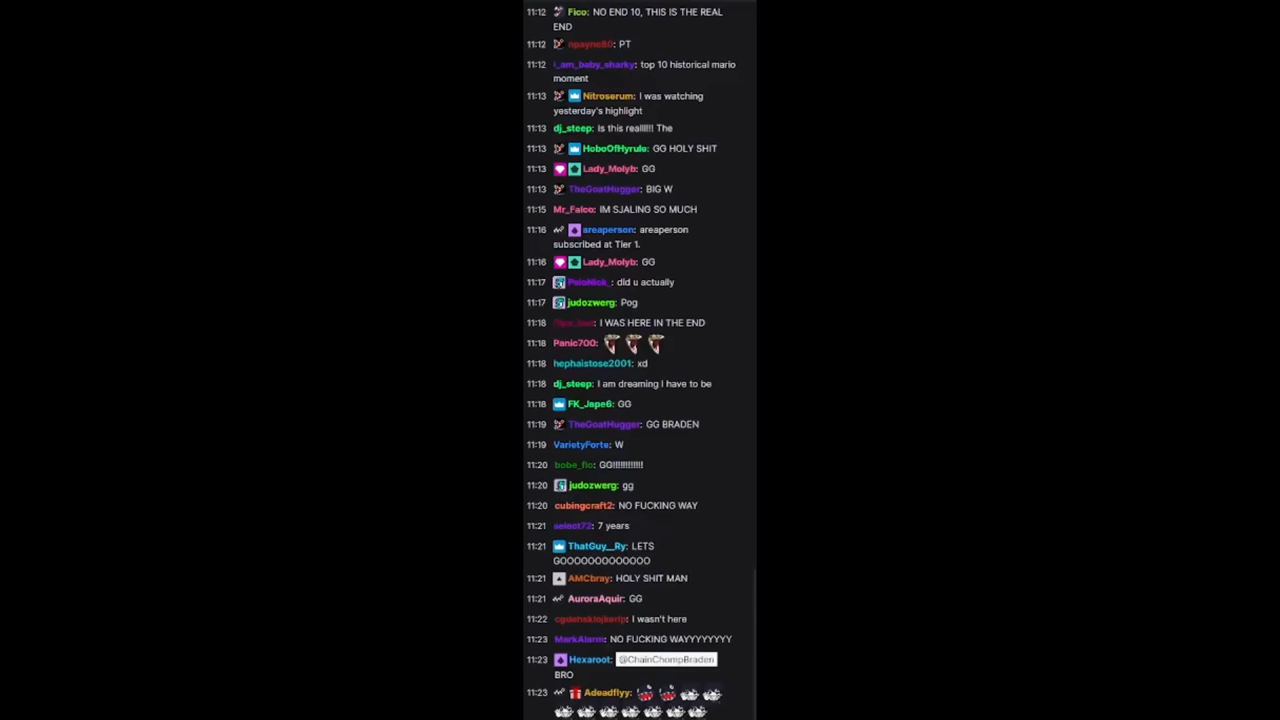 11:12 Fico: NO END 10, THIS IS THE REAL
END
11:12 npayne80: PT
11:12 i_am_baby_sharky: top 10 historical mario
moment
11:13 Nitroserum: I was watching
yesterday's highlight
11:13 dj_steep: Is this realll!!! The
11:13 HoboOfHyrule: GG HOLY SHIT
11:13 Lady_Molyb: GG
11:13 TheGoatHugger: BIG W
11:15 Mr_Falco: IM SJALING SO MUCH
11:16 areaperson: areaperson
subscribed at Tier 1.
11:16 Lady_Molyb: GG
11:17 PsioNick_: did u actually
11:17 judozwerg: Pog
11:18 I WAS HERE IN THE END
11:18 Panic700:
11:18 hephaistose2001: xd
11:18 dj_steep: I am dreaming I have to be
11:18 FK_Jape6: GG
11:19 TheGoatHugger: GG BRADEN
11:19 VarietyForte: W
11:20 bobe_fic: GG!!!!!!!!!!!!
11:20 judozwerg: gg
11:20 cubingcraft2: NO FUCKING WAY
11:21 select72: 7 years
11:21 ThatGuy__Ry: LETS
GOOOOOOOOOOOOO
11:21 AMCbray: HOLY SHIT MAN
11:21 AuroraAquir: GG
11:22 I wasn't here
11:23 MarkAlarm: NO FUCKING WAYYYYYYY
11:23 Hexaroot: @ChainChompBraden
BRO
11:23 Adeadflyy: